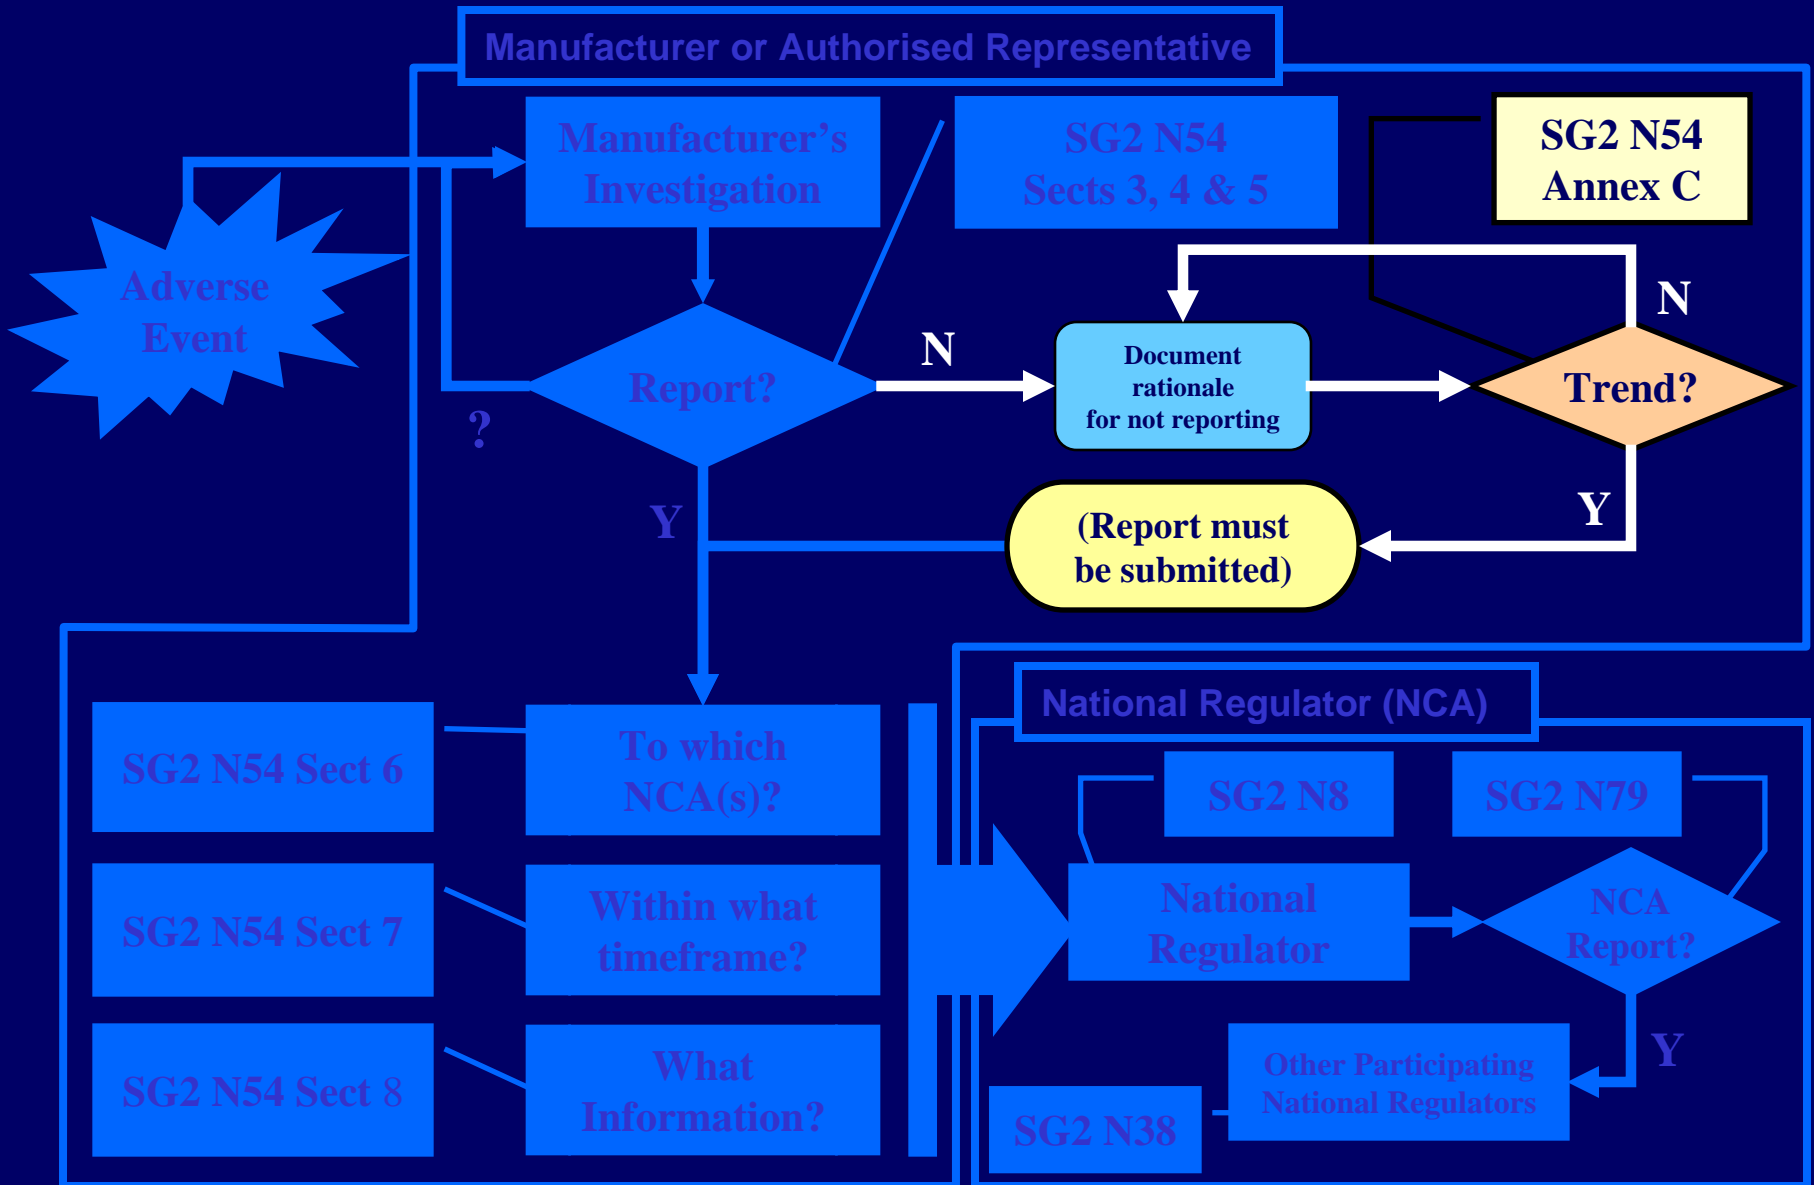 Manufacturer or Authorised Representative
Manufacturer's
Investigation
SG2 N54
Sects 3, 4 & 5
SG2 N54
Annex C
Adverse
Event
Report?
?
N
Y
Document
rationale
for not reporting
Trend?
N
Y
(Report must
be submitted)
SG2 N54 Sect 6
To which
NCA(s)?
SG2 N54 Sect 7
Within what
timeframe?
SG2 N54 Sect 8
What
Information?
National Regulator (NCA)
SG2 N8
SG2 N79
National
Regulator
NCA
Report?
Y
Other Participating
National Regulators
SG2 N38